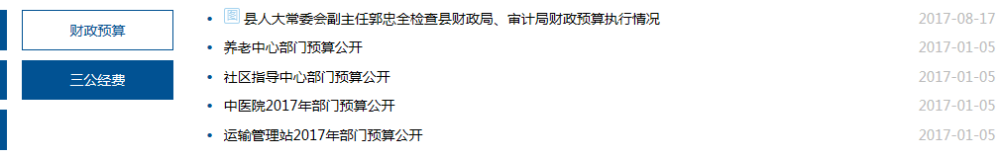 财政预算
三公经费
图 县人大常委会副主任郭忠全检查县财政局、审计局财政预算执行情况 2017-08-17
养老中心部门预算公开 2017-01-05
社区指导中心部门预算公开 2017-01-05
中医院2017年部门预算公开 2017-01-05
运输管理站2017年部门预算公开 2017-01-05